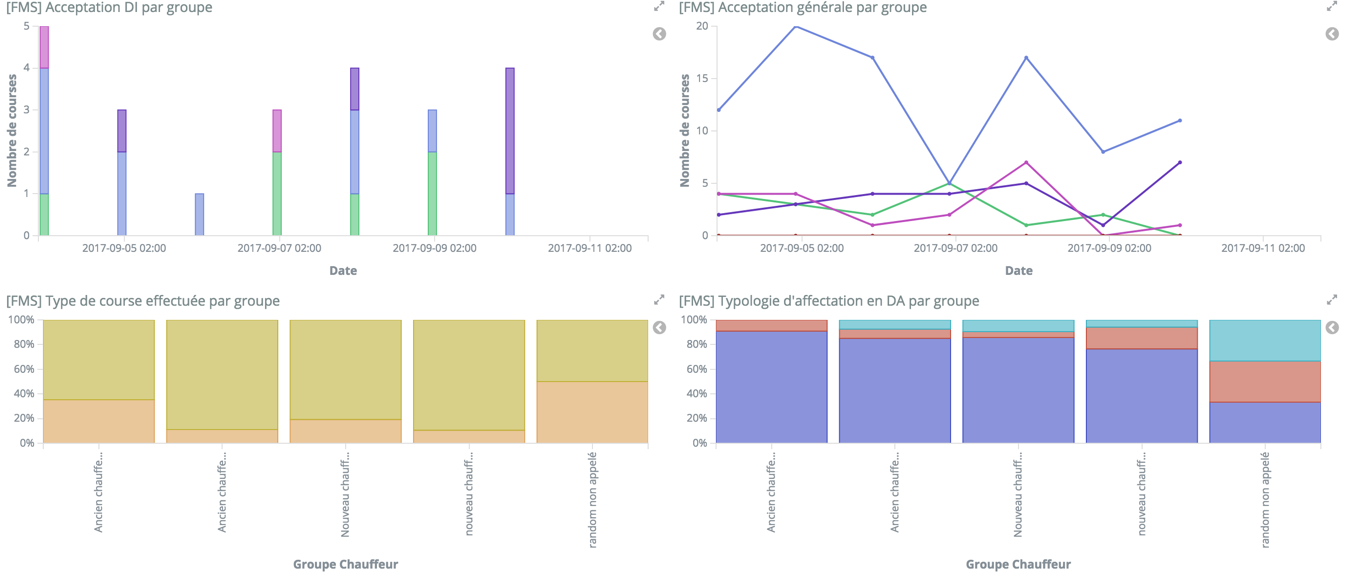 [FMS] Acceptation DI par groupe
5
4
3
2
1
0
Nombre de courses
2017-09-05 02:00
2017-09-07 02:00
2017-09-09 02:00
2017-09-11 02:00
Date
[FMS] Acceptation générale par groupe
20
15
10
5
0
Nombre de courses
2017-09-05 02:00
2017-09-07 02:00
2017-09-09 02:00
2017-09-11 02:00
Date
[FMS] Type de course effectuée par groupe
100%
80%
60%
40%
20%
0%
Ancien chauffe...
Ancien chauffe...
Nouveau chauff...
nouveau chauff...
random non appelé
Groupe Chauffeur
[FMS] Typologie d'affectation en DA par groupe
100%
80%
60%
40%
20%
0%
Ancien chauffe...
Ancien chauffe...
Nouveau chauff...
nouveau chauff...
random non appelé
Groupe Chauffeur